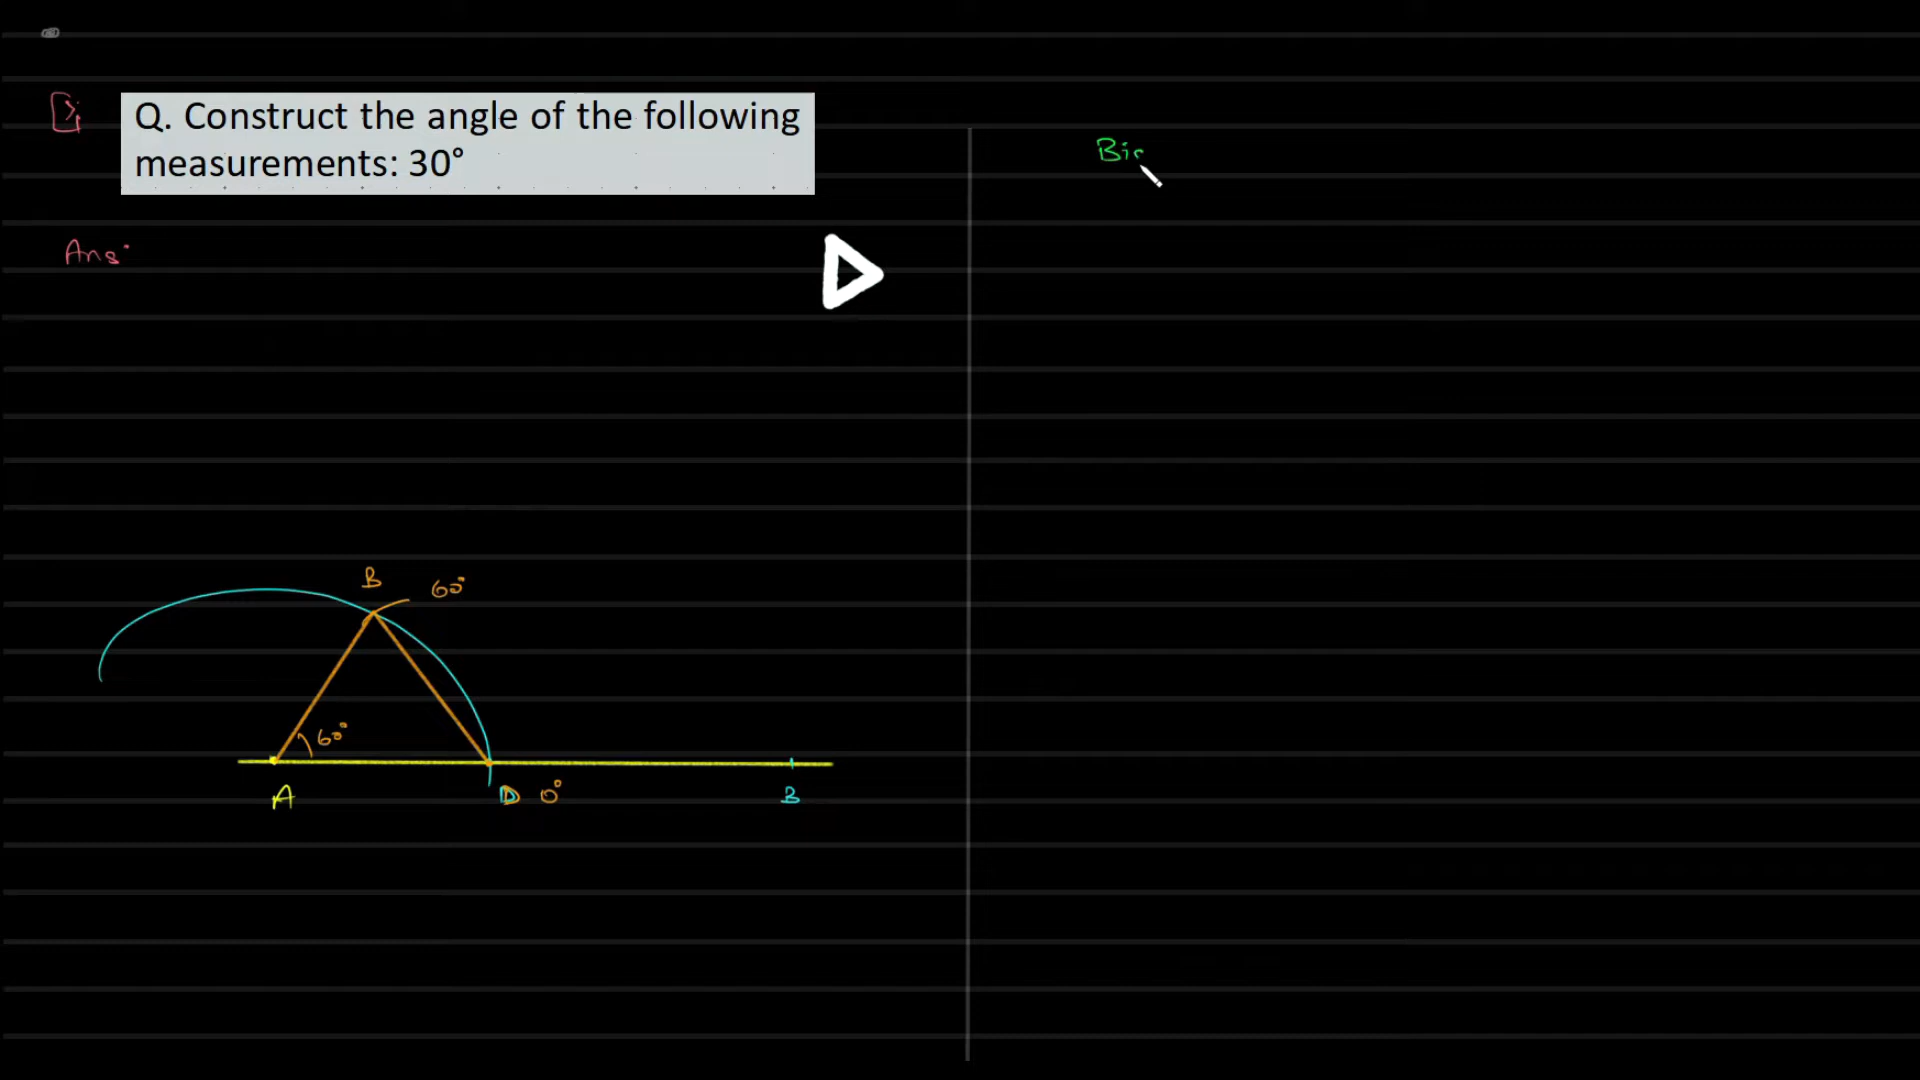 Q. Construct the angle of the following
measurements: 30°
Bis
Ans:
B 60°
60°
A D 0° B